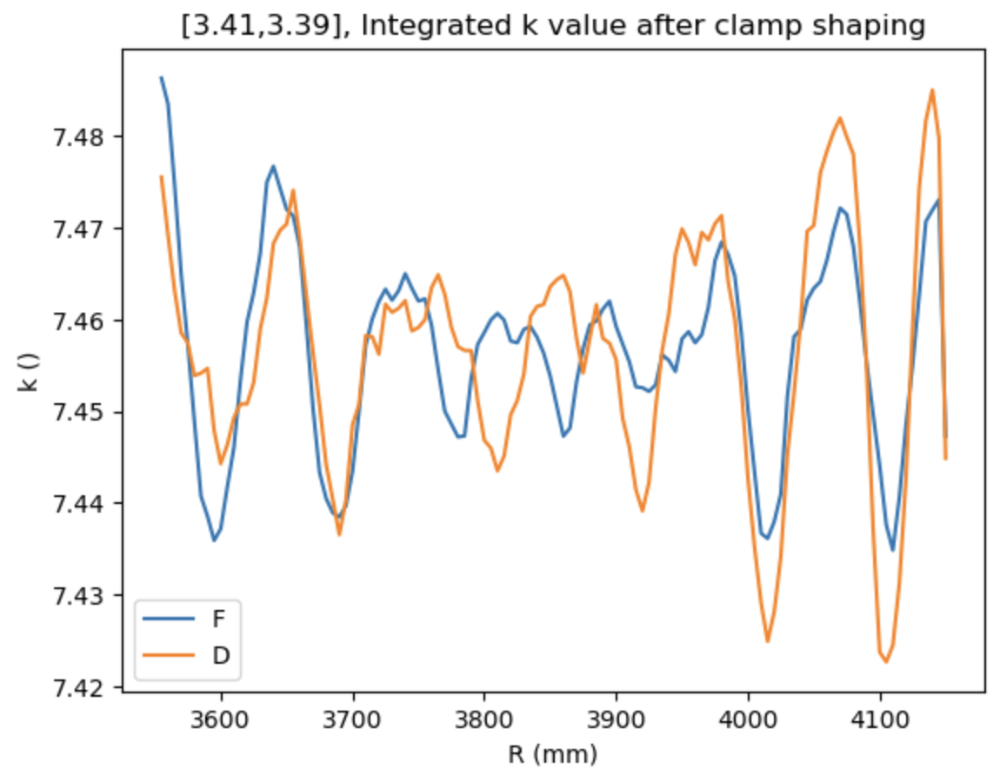 [3.41,3.39], Integrated k value after clamp shaping
k ()
7.48
7.47
7.46
7.45
7.44
7.43
7.42
F
D
3600 3700 3800 3900 4000 4100
R (mm)